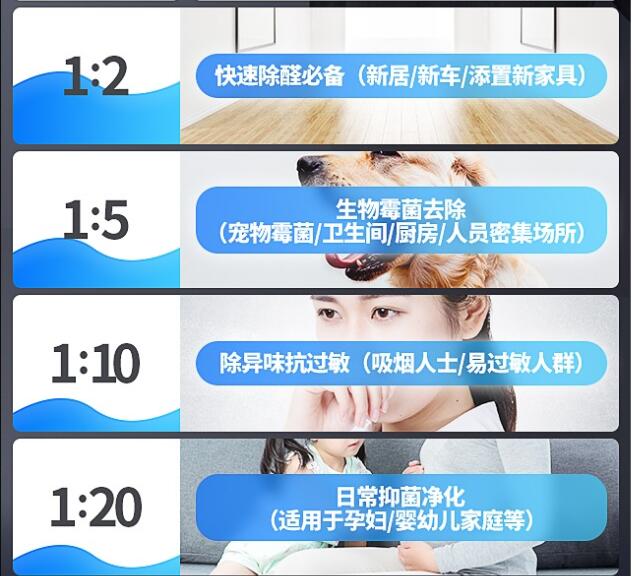 1:2
快速除醛必备（新居/新车/添置新家具）
1:5
生物霉菌去除
（宠物霉菌/卫生间/厨房/人员密集场所）
1:10
除异味抗过敏（吸烟人士/易过敏人群）
1:20
日常抑菌净化
（适用于孕妇/婴幼儿家庭等）